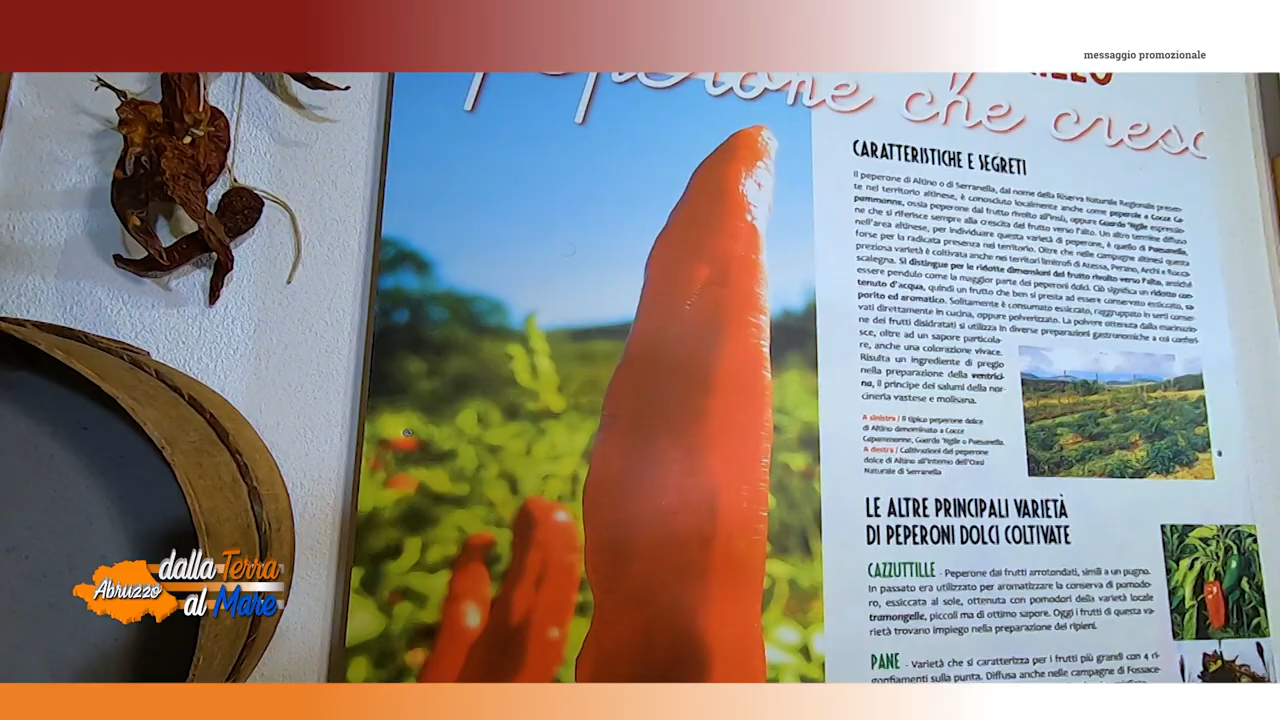 messaggio promozionale
Peperone che cresc
CARATTERISTICHE E SEGRETI
Il peperone di Altino o di Serranella, dal nome della Riserva Naturale Regionale presen-
te nel territorio altinese, è conosciuto localmente anche come peperole a Cocce Ca-
pammonne, ossia peperone dal frutto rivolto all'insù, oppure Guarda 'Ngile espressio-
ne che si riferisce sempre alla crescita del frutto verso l'alto. Un altro termine diffuso
nell'area altinese, per individuare questa varietà di peperone, è quello di Paesanella,
forse per la radicata presenza nel territorio. Oltre che nelle campagne altinesi questa
preziosa varietà è coltivata anche nei territori limitrofi di Atessa, Perano, Archi e Rocca-
scalegna. Si distingue per le ridotte dimensioni del frutto rivolto verso l'alto, anziché
essere pendulo come la maggior parte dei peperoni dolci. Ciò significa un ridotto con-
tenuto d'acqua, quindi un frutto che ben si presta ad essere conservato essiccato, sa-
porito ed aromatico. Solitamente è consumato essiccato, raggruppato in serti conser-
vati direttamente in cucina, oppure polverizzato. La polvere ottenuta dalla macinazio-
ne dei frutti disidratati si utilizza in diverse preparazioni gastronomiche a cui conferi-
sce, oltre ad un sapore particola-
re, anche una colorazione vivace.
Risulta un ingrediente di pregio
nella preparazione della ventrici-
na, il principe dei salumi della nor-
cineria vastese e molisana.
A sinistra / Il tipico peperone dolce
di Altino denominato a Cocce
Capammonne, Guarda 'Ngile o Paesanella.
A destra / Coltivazioni del peperone
dolce di Altino all'interno dell'Oasi
Naturale di Serranella
LE ALTRE PRINCIPALI VARIETÀ
DI PEPERONI DOLCI COLTIVATE
CAZZUTTILLE - Peperone dai frutti arrotondati, simili a un pugno.
In passato era utilizzato per aromatizzare la conserva di pomodo-
ro, essiccata al sole, ottenuta con pomodori della varietà locale
tramongelle, piccoli ma di ottimo sapore. Oggi i frutti di questa va-
rietà trovano impiego nella preparazione dei ripieni.
PANE - Varietà che si caratterizza per i frutti più grandi con 4 ri-
gonfiamenti sulla punta. Diffusa anche nelle campagne di Fossace-
Abruzzo
dalla Terra
al Mare